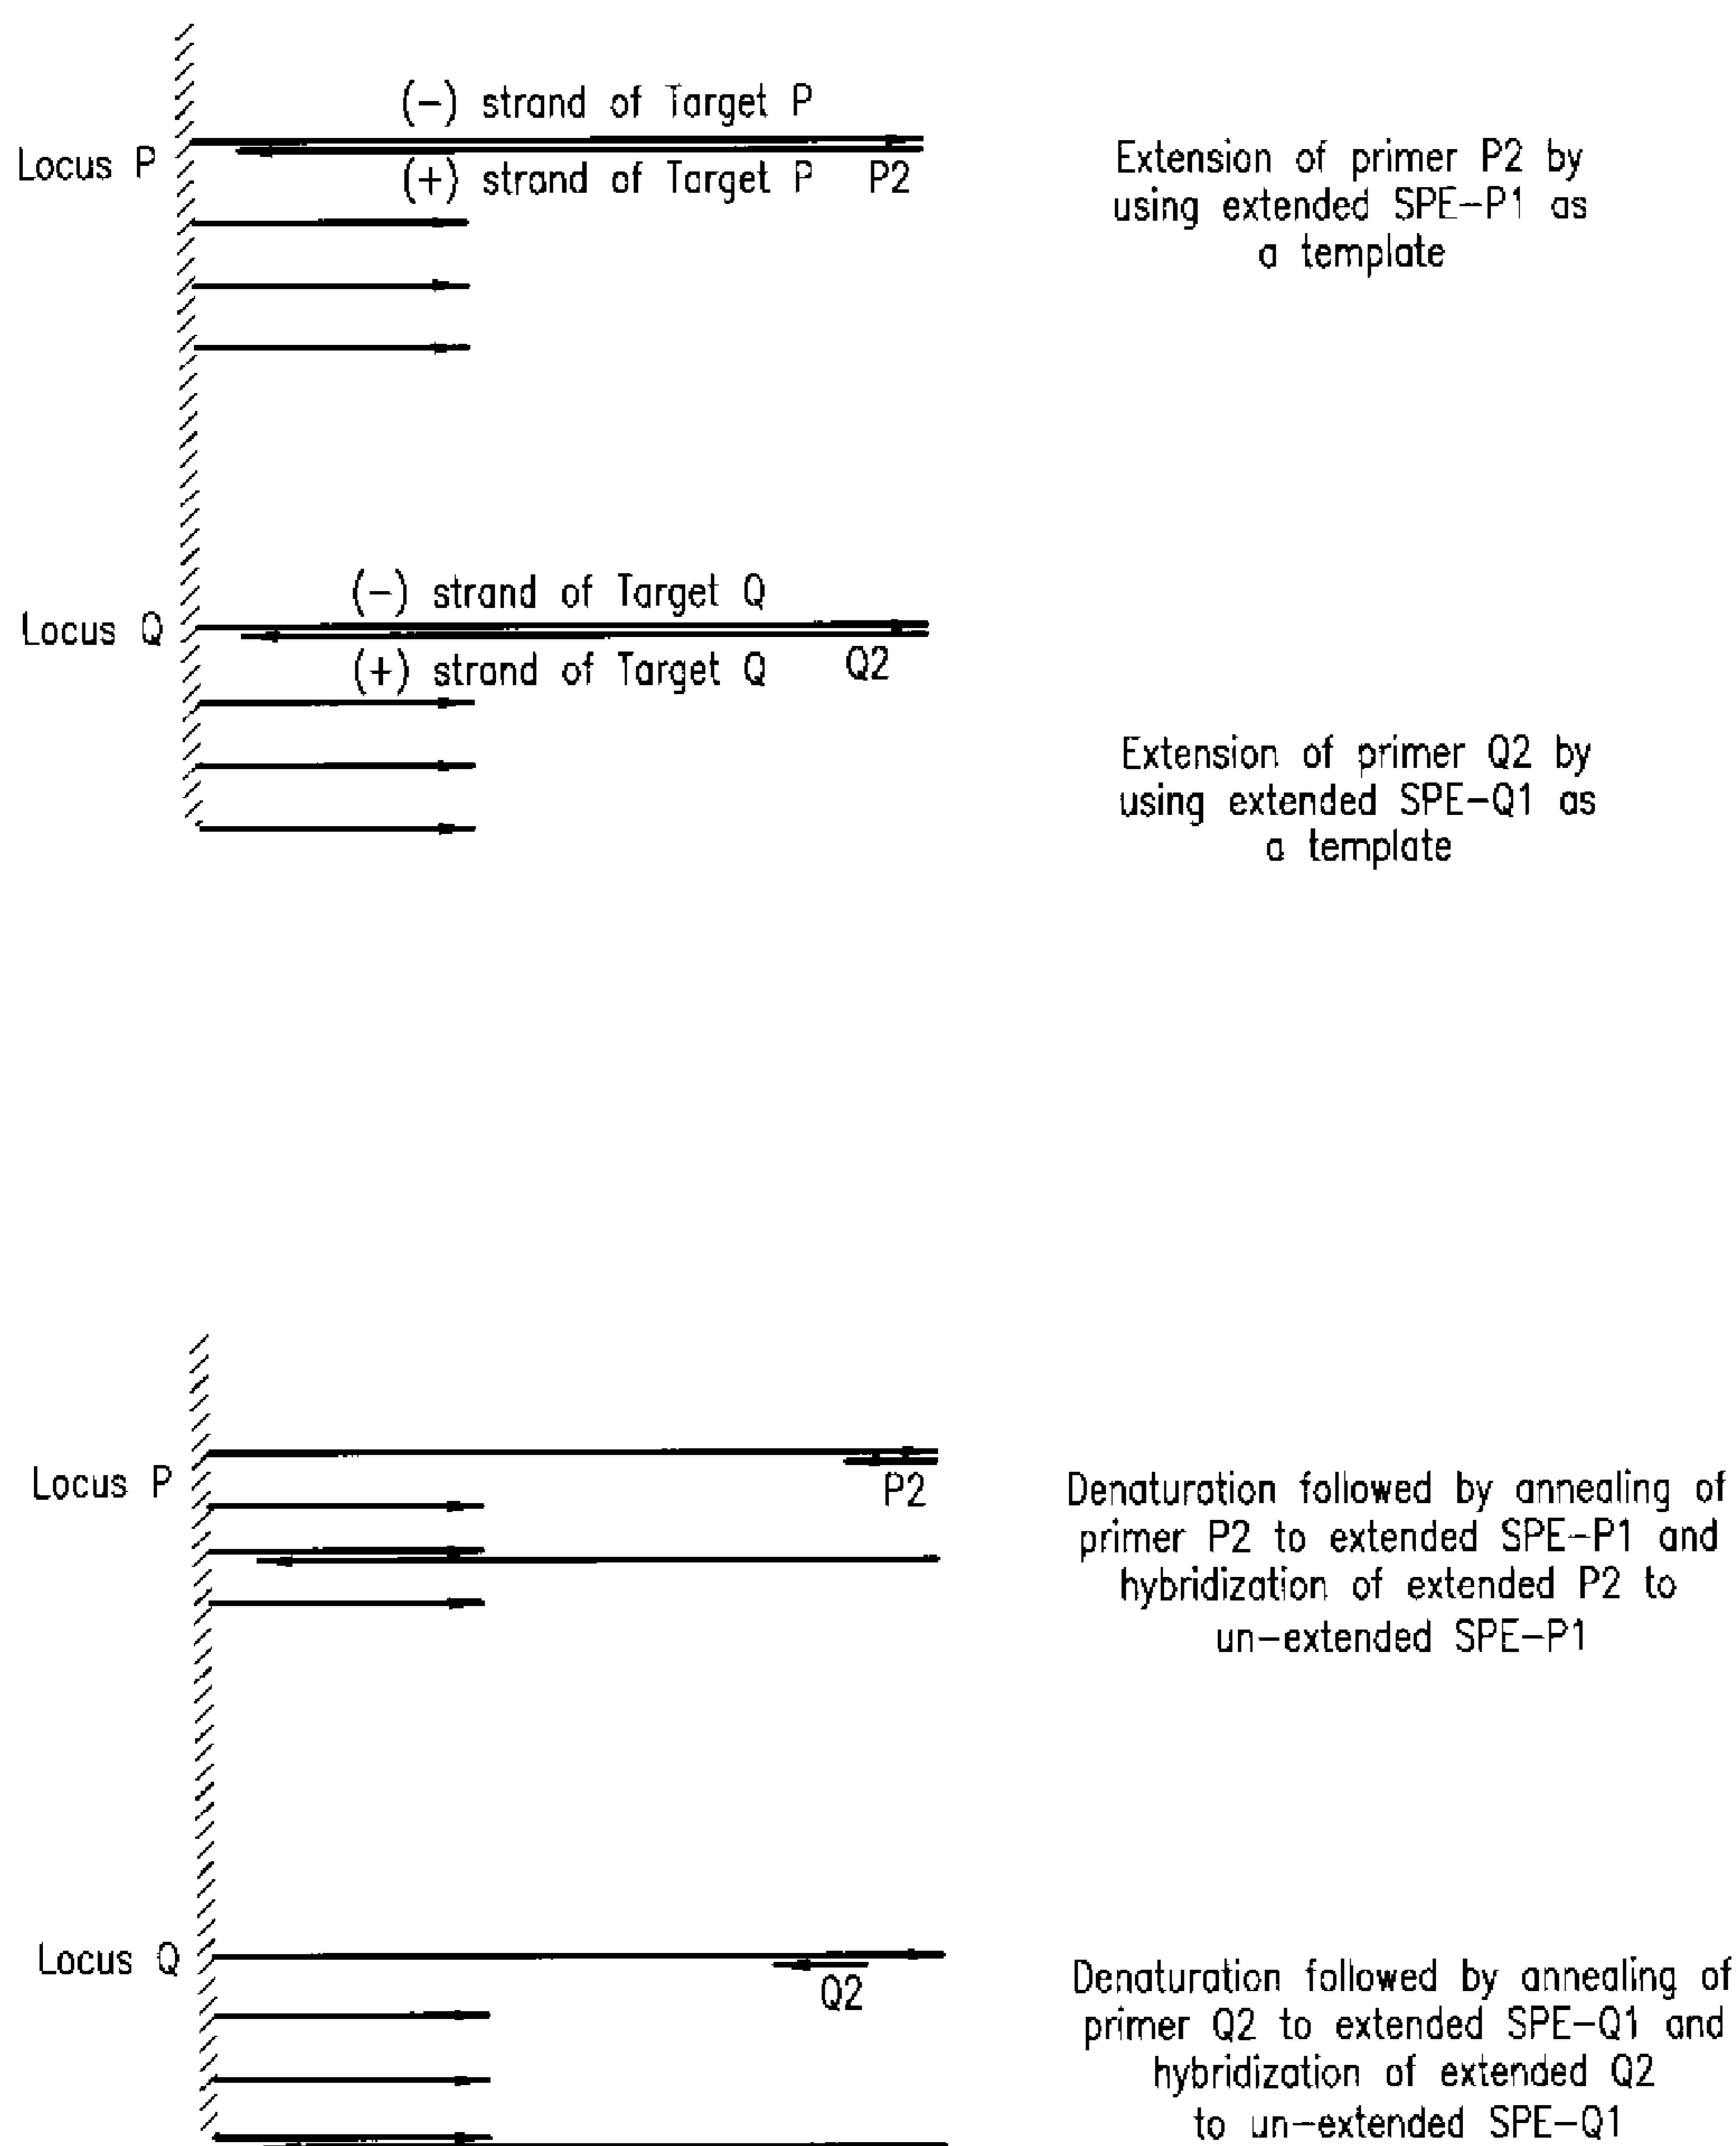 (-) strand of Target P
Locus P
(+) strand of Target P P2
Extension of primer P2 by
using extended SPE-P1 as
a template
(-) strand of Target Q
Locus Q
(+) strand of Target Q Q2
Extension of primer Q2 by
using extended SPE-Q1 as
a template
Locus P
P2
Denaturation followed by annealing of
primer P2 to extended SPE-P1 and
hybridization of extended P2 to
un-extended SPE-P1
Locus Q
Q2
Denaturation followed by annealing of
primer Q2 to extended SPE-Q1 and
hybridization of extended Q2
to un-extended SPE-Q1